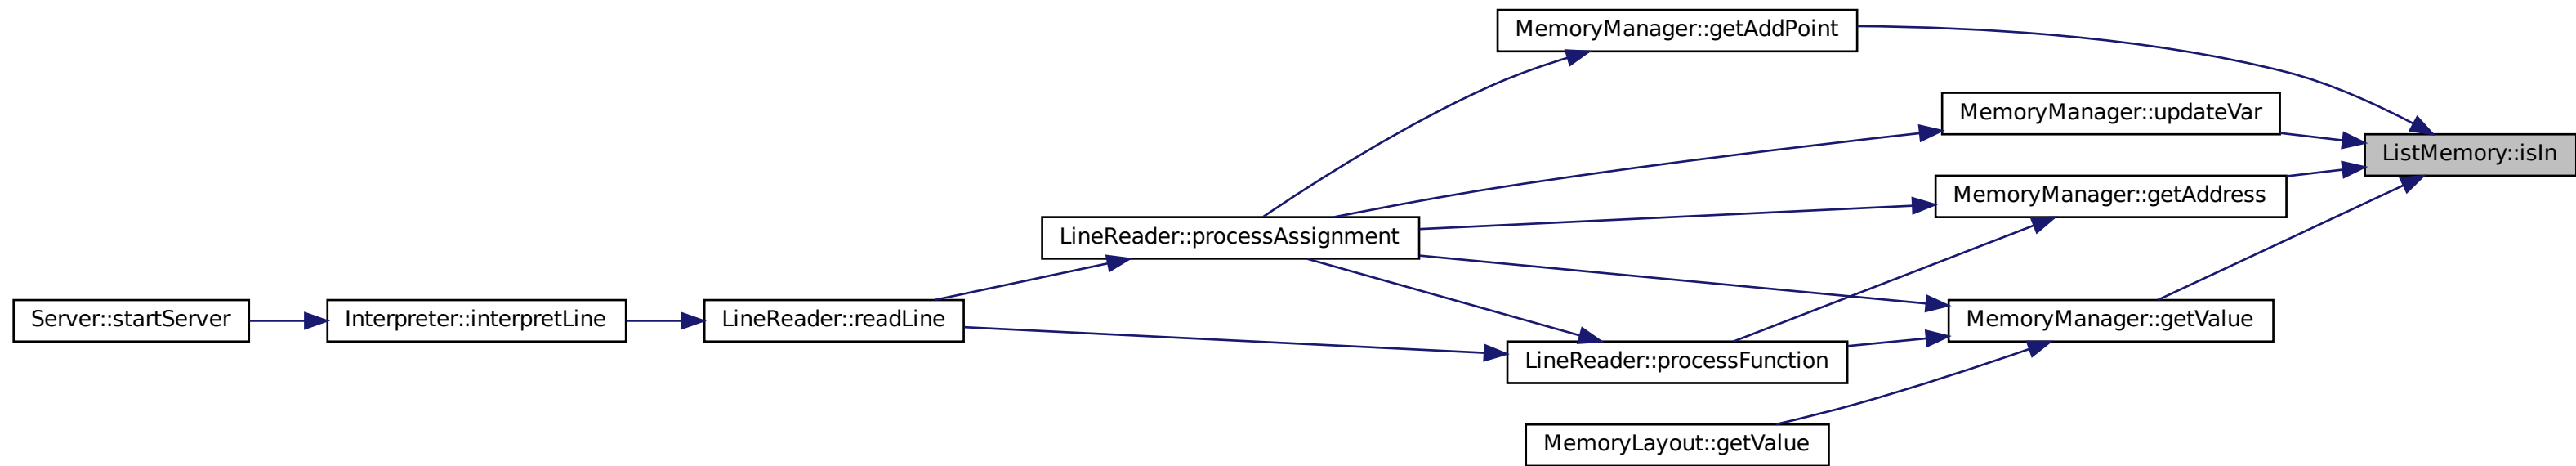 MemoryManager::getAddPoint
MemoryManager::updateVar
ListMemory::isIn
MemoryManager::getAddress
LineReader::processAssignment
Server::startServer
Interpreter::interpretLine
LineReader::readLine
MemoryManager::getValue
LineReader::processFunction
MemoryLayout::getValue